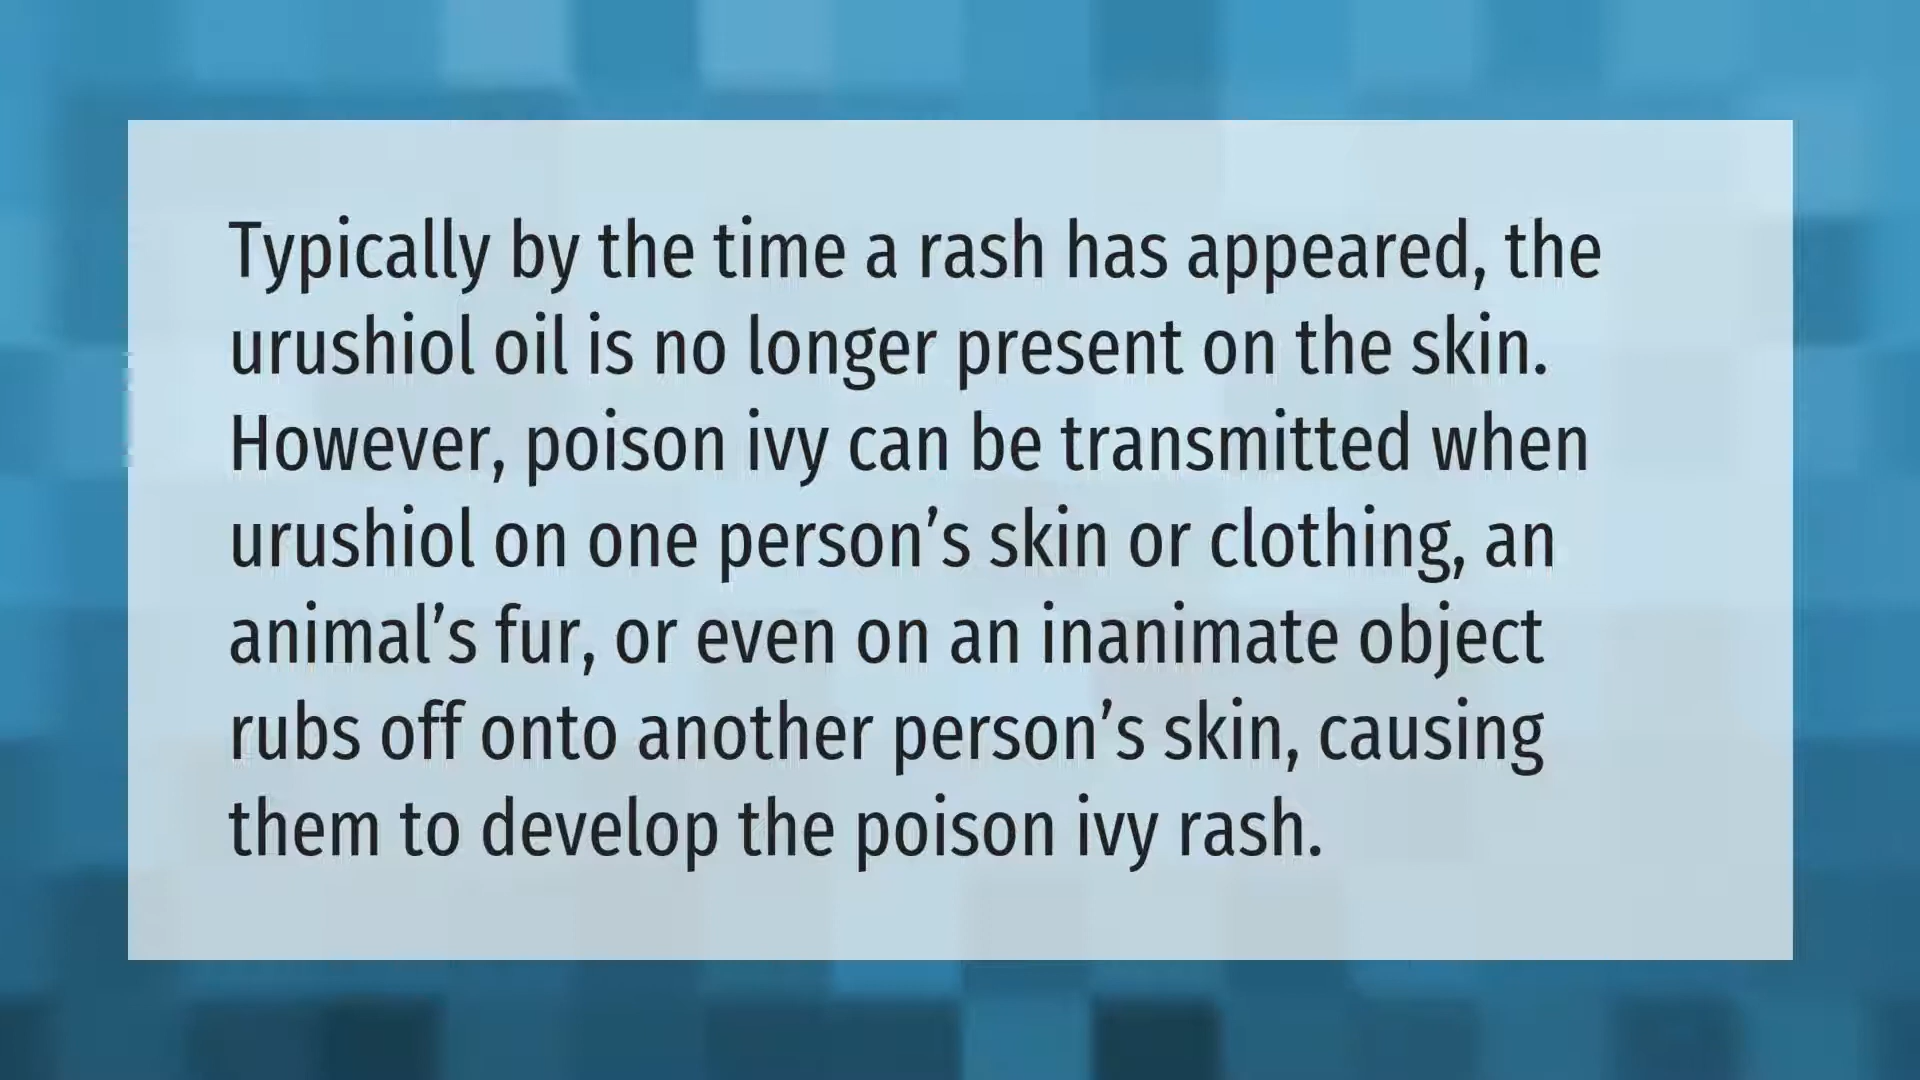 Typically by the time a rash has appeared, the
urushiol oil is no longer present on the skin.
However, poison ivy can be transmitted when
urushiol on one person’s skin or clothing, an
animal’s fur, or even on an inanimate object
rubs off onto another person’s skin, causing
them to develop the poison ivy rash.